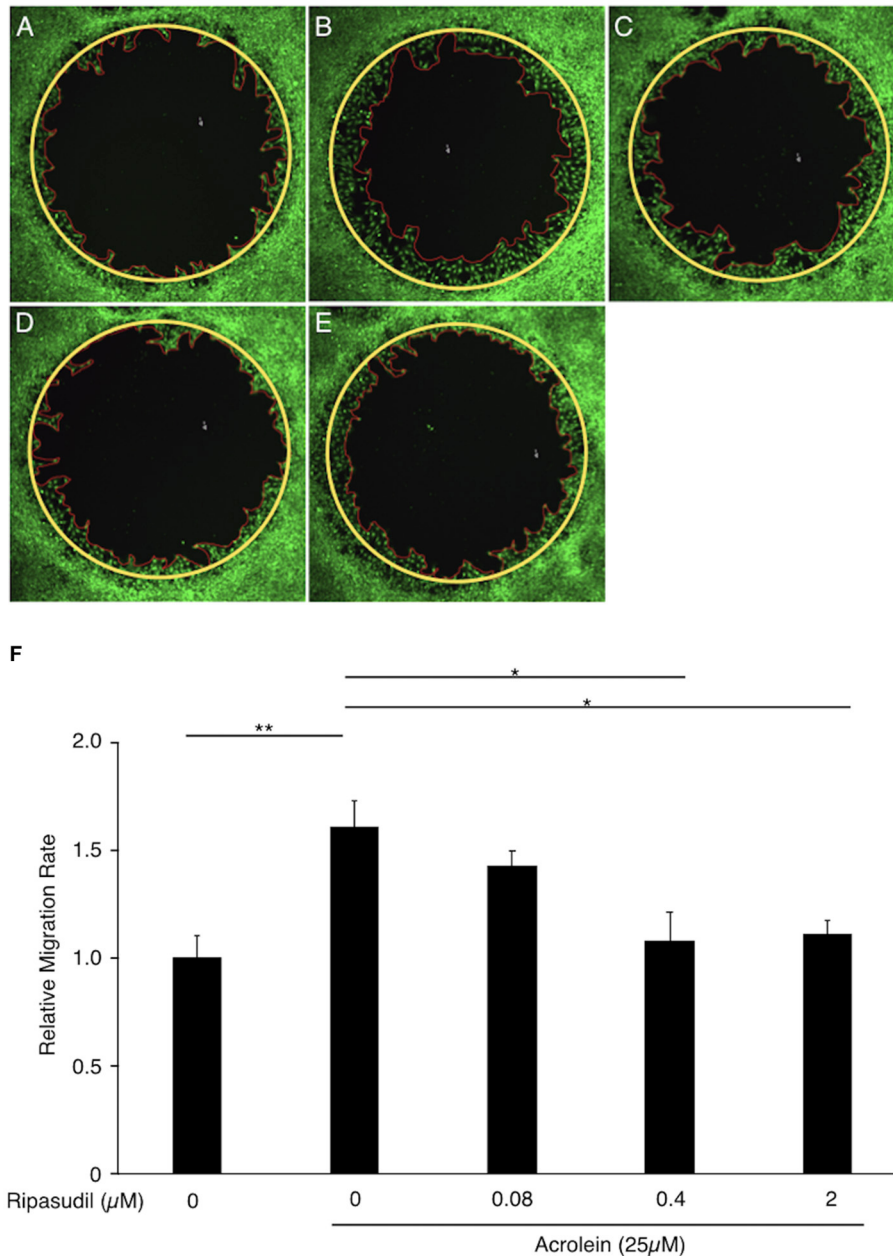 A B C
D E
F
*
*
**
2.0
1.5
1.0
0.5
0
Relative Migration Rate
Ripasudil (µM) 0 0 0.08 0.4 2
Acrolein (25µM)